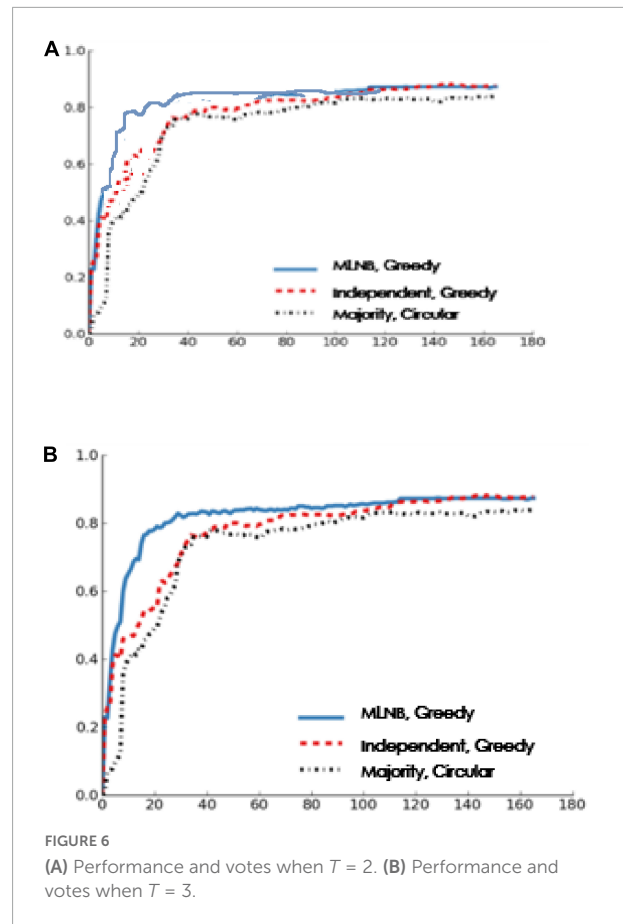 A
1.0
0.8
0.6
0.4
0.2
0.0
MLNB, Greedy
Independent, Greedy
Majority, Circular
0 20 40 60 80 100 120 140 160 180
B
1.0
0.8
0.6
0.4
0.2
0.0
MLNB, Greedy
Independent, Greedy
Majority, Circular
0 20 40 60 80 100 120 140 160 180
FIGURE 6
(A) Performance and votes when T = 2. (B) Performance and
votes when T = 3.